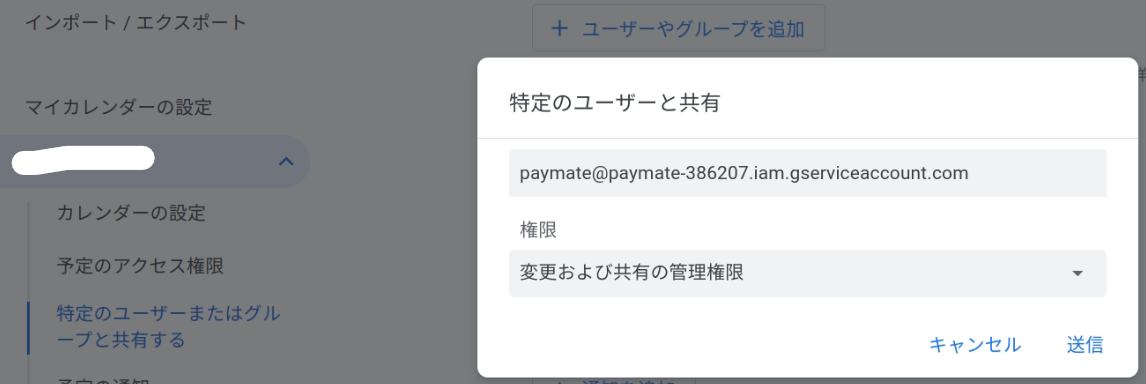 インポート / エクスポート
+ ユーザーやグループを追加
マイカレンダーの設定
カレンダーの設定
予定のアクセス権限
特定のユーザーまたはグル
ープと共有する
特定のユーザーと共有
paymate@paymate-386207.iam.gserviceaccount.com
権限
変更および共有の管理権限
キャンセル
送信
予定の通知